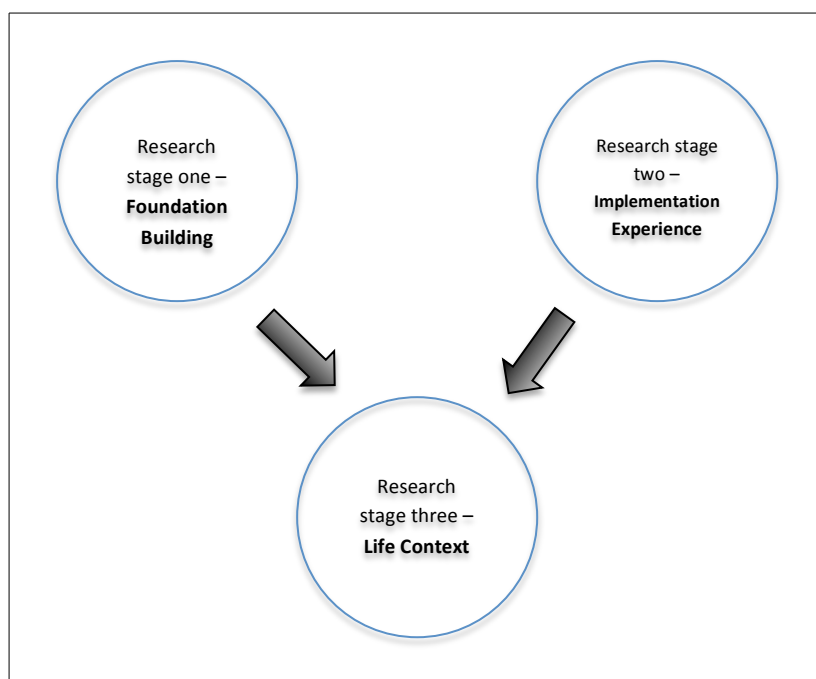 Research
stage one –
Foundation
Building
Research stage
two –
Implementation
Experience
Research
stage three –
Life Context